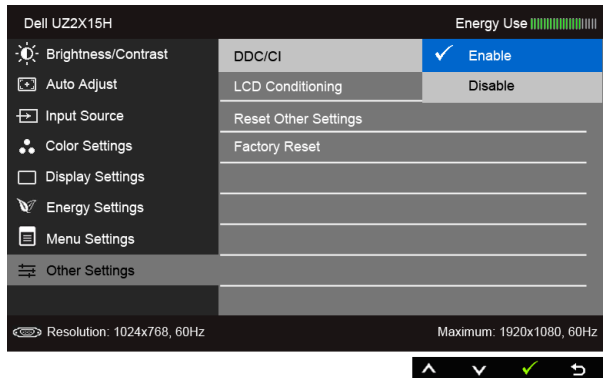 Dell UZ2X15H Energy Use
Brightness/Contrast DDC/CI Enable
Auto Adjust LCD Conditioning Disable
Input Source Reset Other Settings
Color Settings Factory Reset
Display Settings
Energy Settings
Menu Settings
Other Settings
Resolution: 1024x768, 60Hz Maximum: 1920x1080, 60Hz